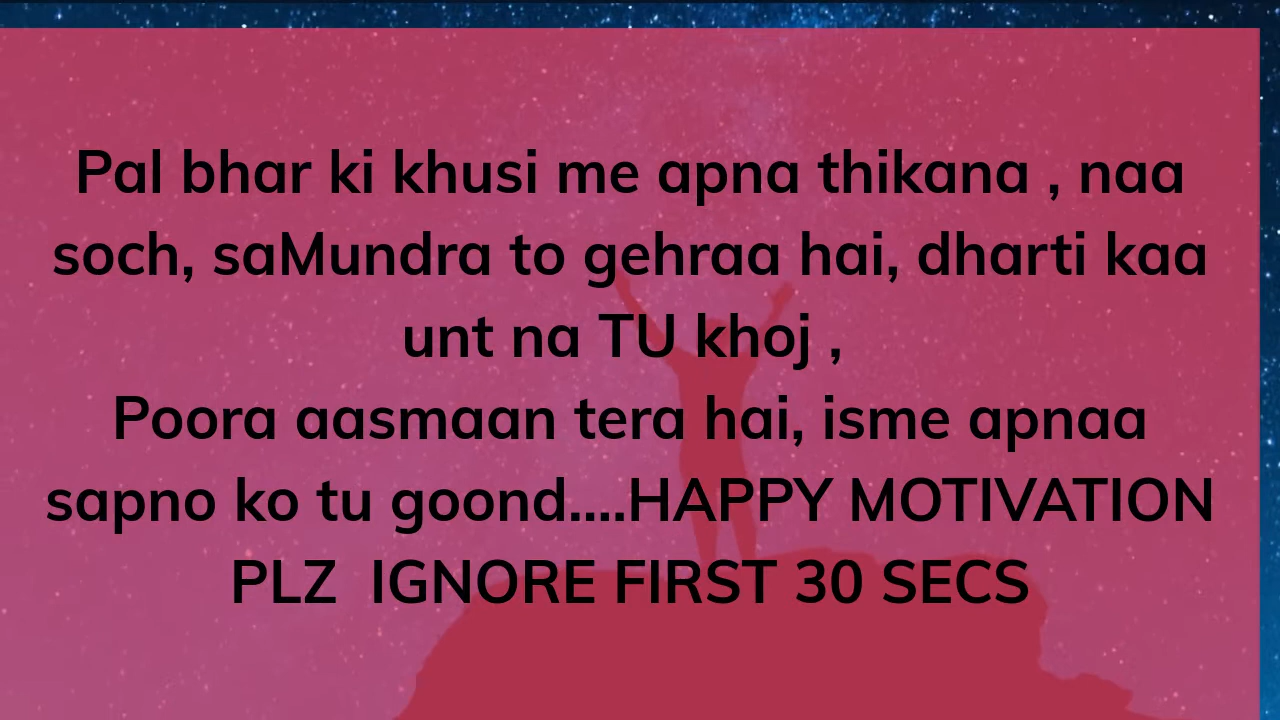 Pal bhar ki khusi me apna thikana , naa
soch, saMundra to gehraa hai, dharti kaa
unt na TU khoj ,
Poora aasmaan tera hai, isme apnaa
sapno ko tu goond....HAPPY MOTIVATION
PLZ  IGNORE FIRST 30 SECS